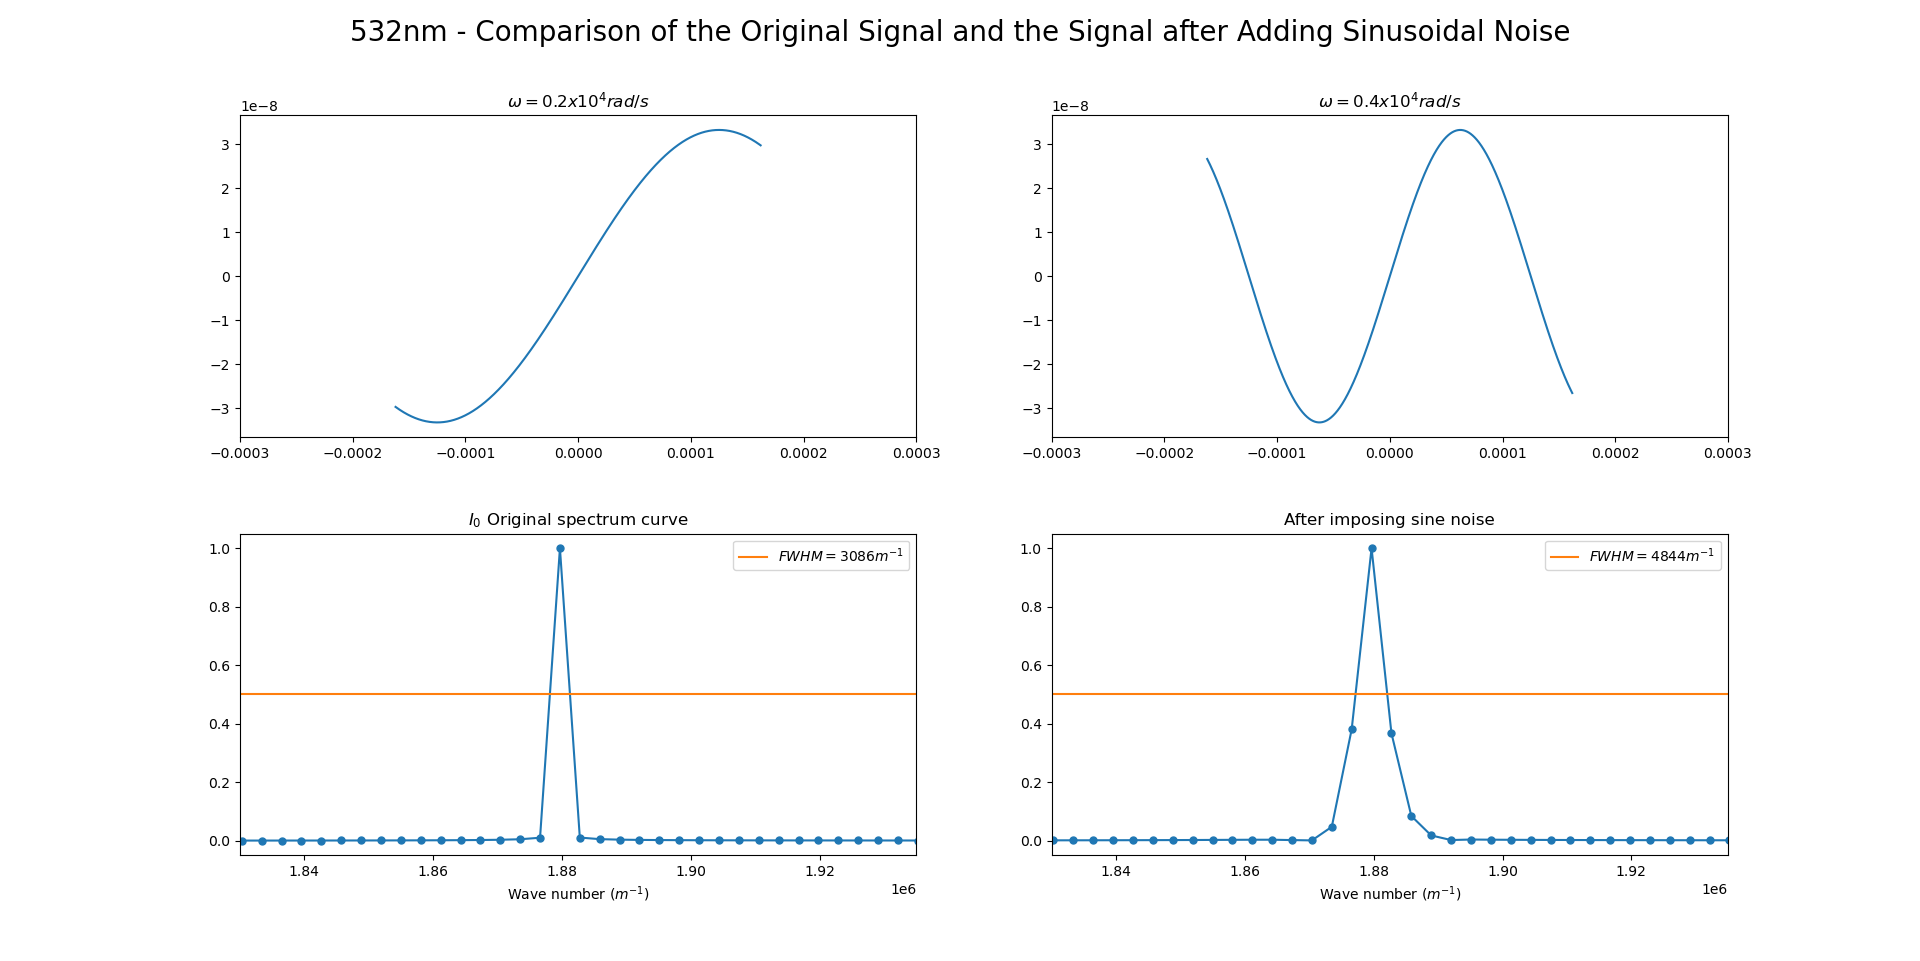 532nm - Comparison of the Original Signal and the Signal after Adding Sinusoidal Noise
ω = 0.2x10⁴rad/s
1e−8
3
2
1
0
−1
−2
−3
−0.0003 −0.0002 −0.0001 0.0000 0.0001 0.0002 0.0003
ω = 0.4x10⁴rad/s
1e−8
3
2
1
0
−1
−2
−3
−0.0003 −0.0002 −0.0001 0.0000 0.0001 0.0002 0.0003
I₀ Original spectrum curve
FWHM = 3086m⁻¹
1.0
0.8
0.6
0.4
0.2
0.0
1.84 1.86 1.88 1.90 1.92
1e6
Wave number (m⁻¹)
After imposing sine noise
FWHM = 4844m⁻¹
1.0
0.8
0.6
0.4
0.2
0.0
1.84 1.86 1.88 1.90 1.92
1e6
Wave number (m⁻¹)